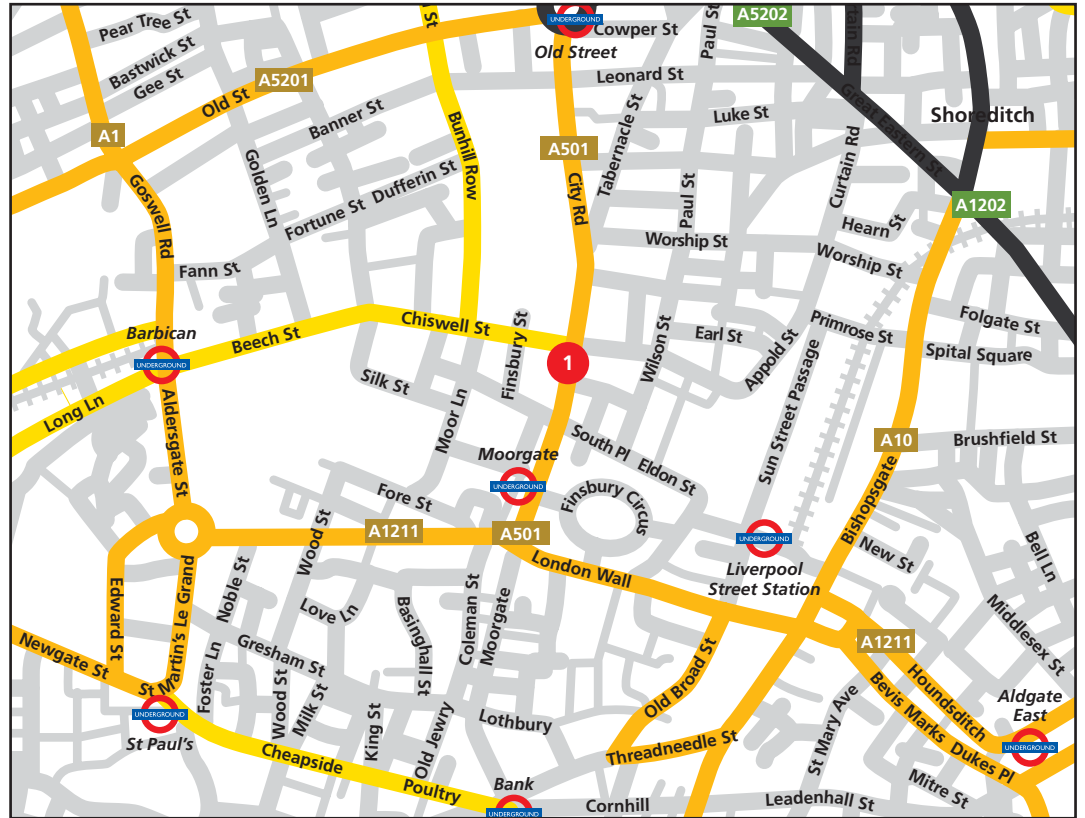 Pear Tree St
Bastwick St
Gee St
Old St
A5201
A1
Banner St
Bunhill Row
Golden Ln
Dufferin St
Fortune St
Goswell Rd
Fann St
UNDERGROUND
Old Street
Cowper St
Paul St
A5202
Leonard St
Luke St
Tabernacle St
A501
City Rd
Paul St
Great Eastern St
Curtain Rd
Shoreditch
A1202
Hearn St
Worship St
Worship St
Barbican
UNDERGROUND
Beech St
Chiswell St
Finsbury St
1
Wilson St
Earl St
Appold St
Primrose St
Folgate St
Spital Square
Long Ln
Aldersgate St
Silk St
Moor Ln
Moorgate
UNDERGROUND
South Pl
Eldon St
Finsbury Circus
Sun Street Passage
A10
Brushfield St
Bishopsgate
Fore St
Wood St
A1211
A501
London Wall
UNDERGROUND
Liverpool
Street Station
New St
Bell Ln
Middlesex St
Edward St
St Martin's Le Grand
Noble St
Love Ln
Basinghall St
Coleman St
Moorgate
Newgate St
Foster Ln
Gresham St
Wood St
Milk St
King St
Old Jewry
Lothbury
Old Broad St
Threadneedle St
St Mary Ave
A1211
Houndsditch
Bevis Marks
Dukes Pl
Aldgate
East
UNDERGROUND
Mitre St
UNDERGROUND
St Paul's
Cheapside
Poultry
Bank
UNDERGROUND
Cornhill
Leadenhall St